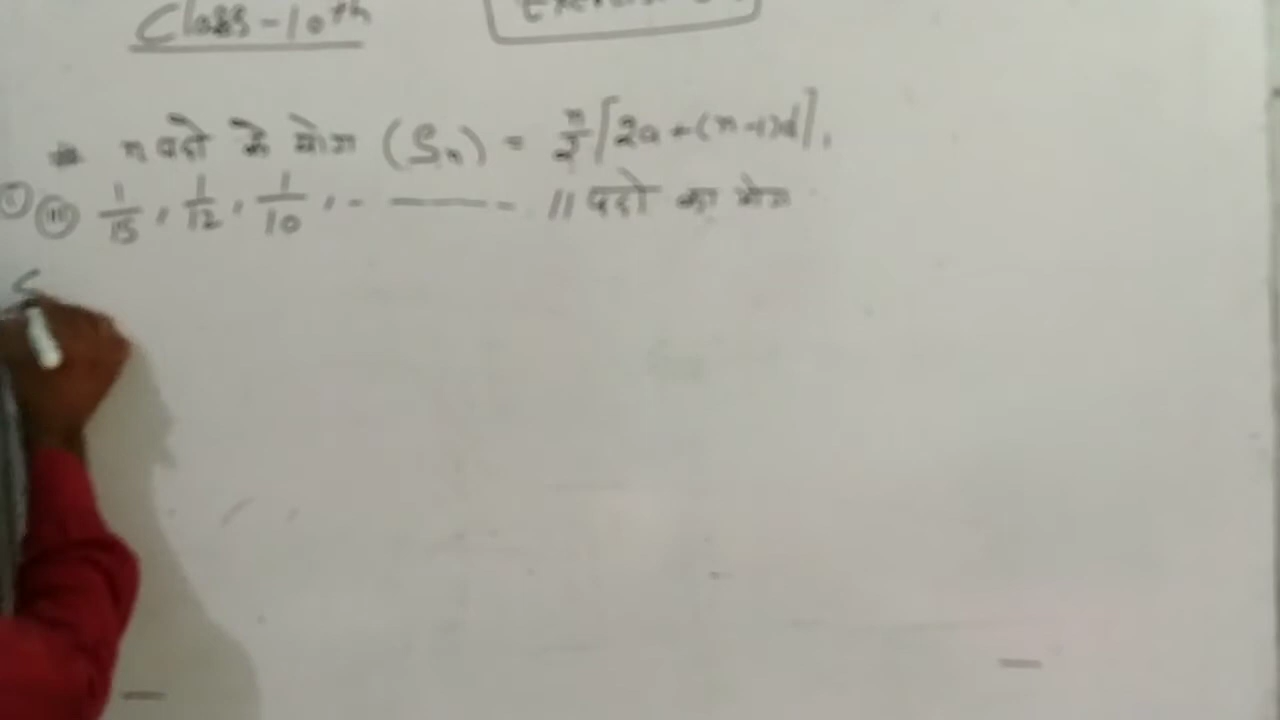 Class-10th
* n पदो के योग (Sn) = n/2[2a+(n-1)d],
(iii) 1/15, 1/12, 1/10, -------- 11 पदो का योग
S